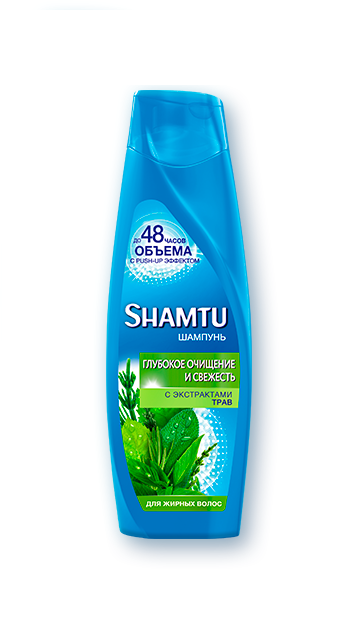 ДО 48 ЧАСОВ
ОБЪЕМА
С PUSH-UP ЭФФЕКТОМ
SHAMTU
ШАМПУНЬ
ГЛУБОКОЕ ОЧИЩЕНИЕ
И СВЕЖЕСТЬ
С ЭКСТРАКТАМИ
ТРАВ
ДЛЯ ЖИРНЫХ ВОЛОС